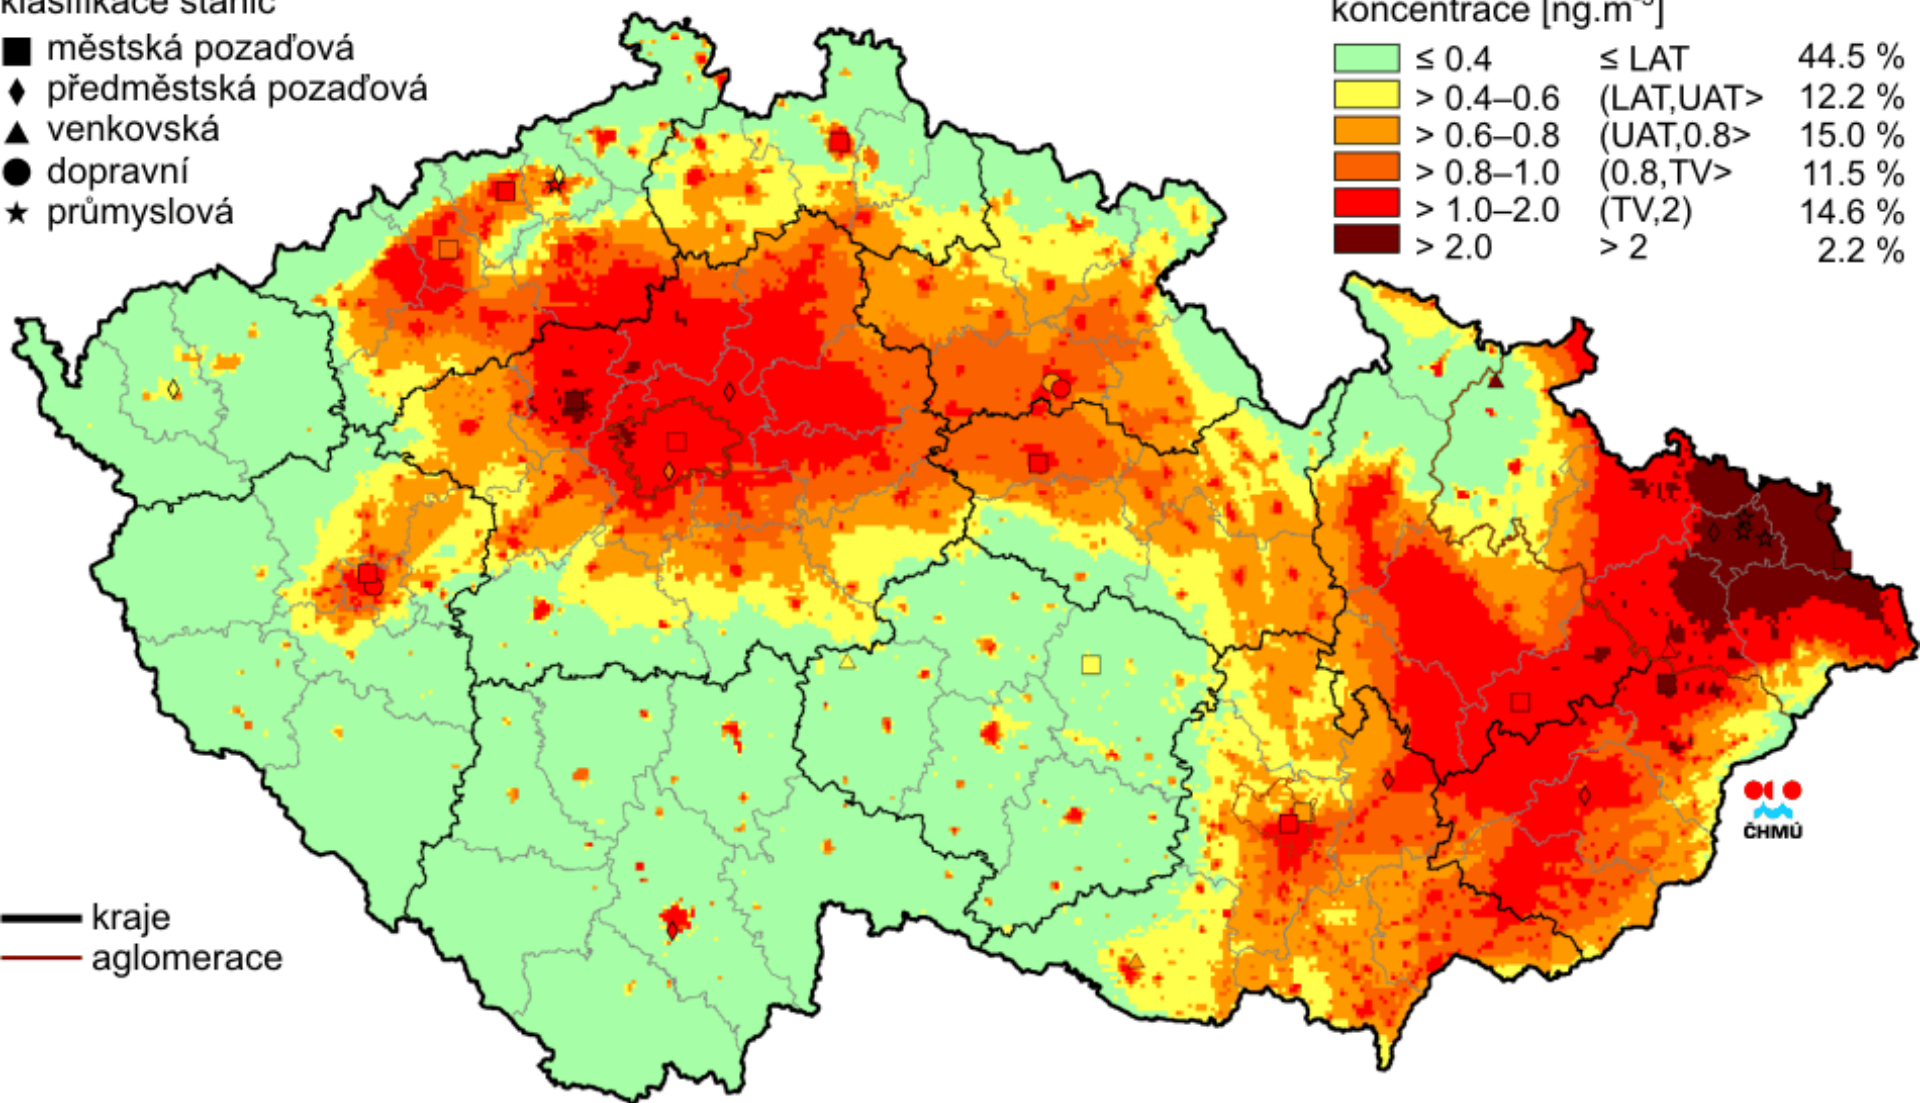 klasifikace stanic
městská pozaďová
předměstská pozaďová
venkovská
dopravní
průmyslová
koncentrace [ng.m⁻³]
≤ 0.4 ≤ LAT 44.5 %
> 0.4–0.6 (LAT,UAT> 12.2 %
> 0.6–0.8 (UAT,0.8> 15.0 %
> 0.8–1.0 (0.8,TV> 11.5 %
> 1.0–2.0 (TV,2) 14.6 %
> 2.0 > 2 2.2 %
ČHMÚ
kraje
aglomerace